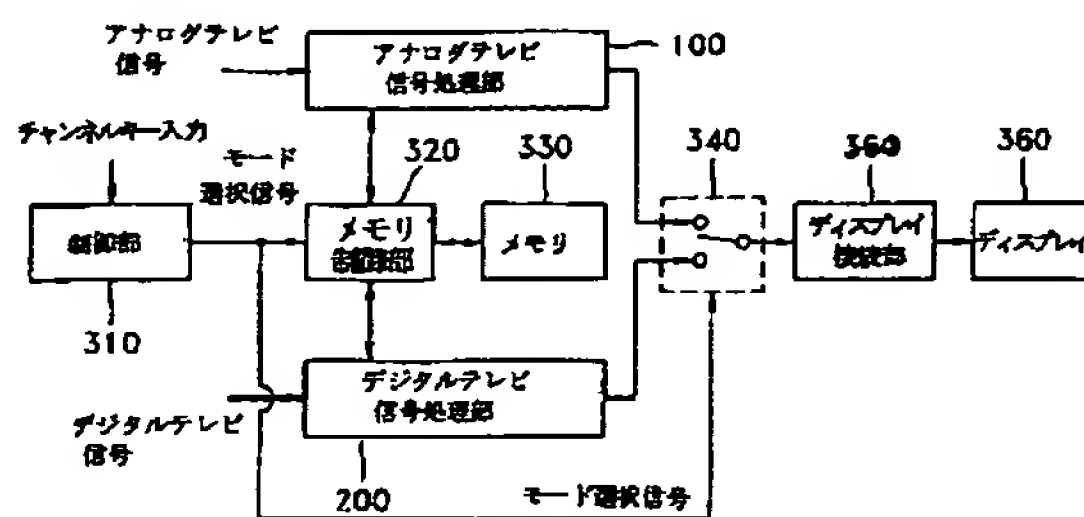 アナログテレビ
信号
アナログテレビ
信号処理部
100
チャンネルキー入力
モード
選択信号
320
330
340
360
360
制御部
メモリ
制御部
メモリ
ディスプレイ
接続部
ディスプレイ
310
デジタルテレビ
信号処理部
デジタルテレビ
信号
200
モード選択信号